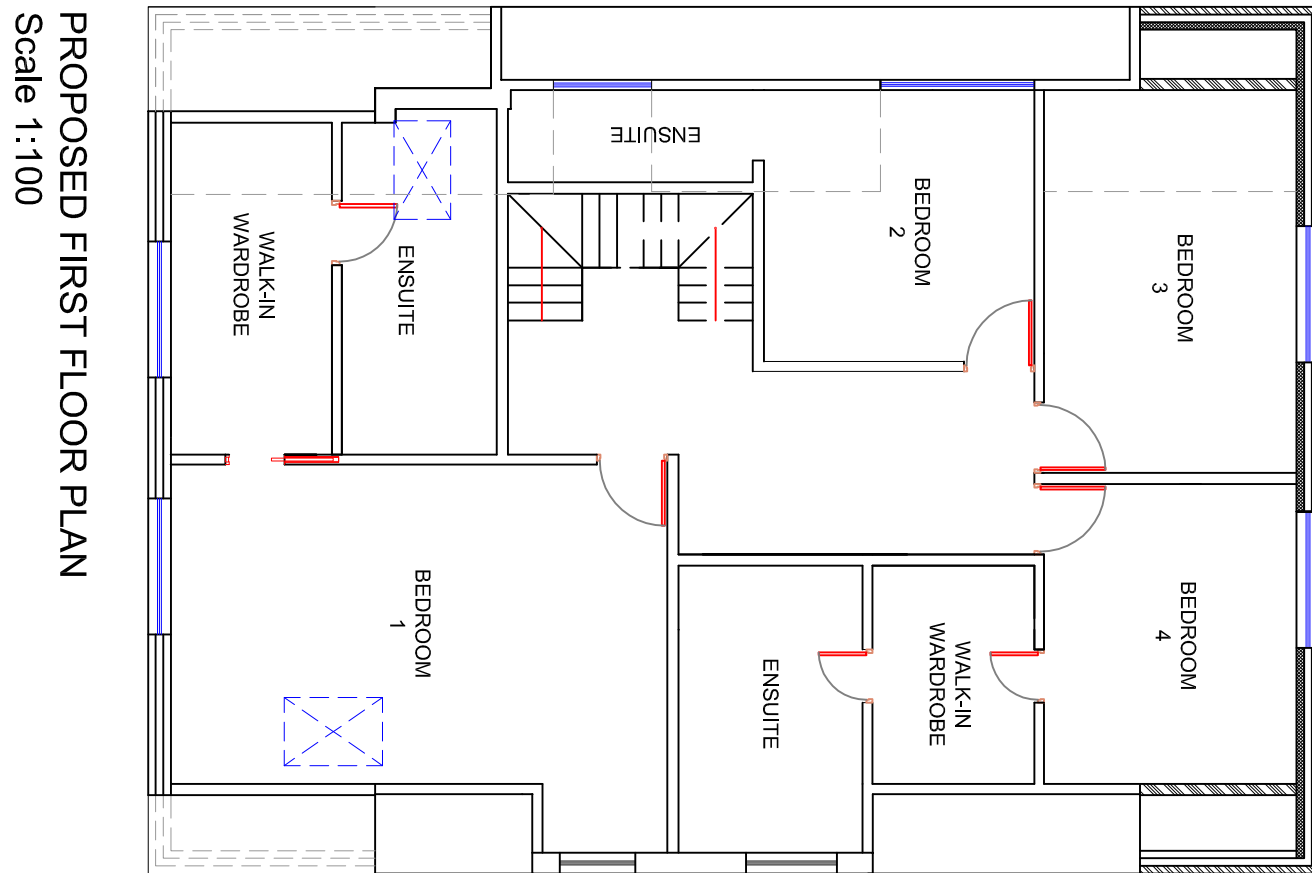 PROPOSED FIRST FLOOR PLAN
Scale 1:100
BEDROOM
3
BEDROOM
4
BEDROOM
2
WALK-IN
WARDROBE
ENSUITE
ENSUITE
ENSUITE
BEDROOM
1
WALK-IN
WARDROBE